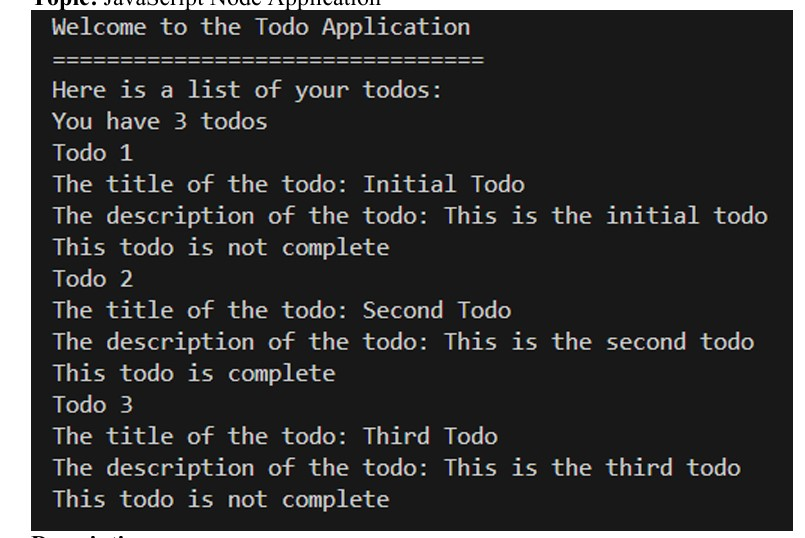 Topic: JavaScript Node Application
Welcome to the Todo Application
================================
Here is a list of your todos:
You have 3 todos
Todo 1
The title of the todo: Initial Todo
The description of the todo: This is the initial todo
This todo is not complete
Todo 2
The title of the todo: Second Todo
The description of the todo: This is the second todo
This todo is complete
Todo 3
The title of the todo: Third Todo
The description of the todo: This is the third todo
This todo is not complete